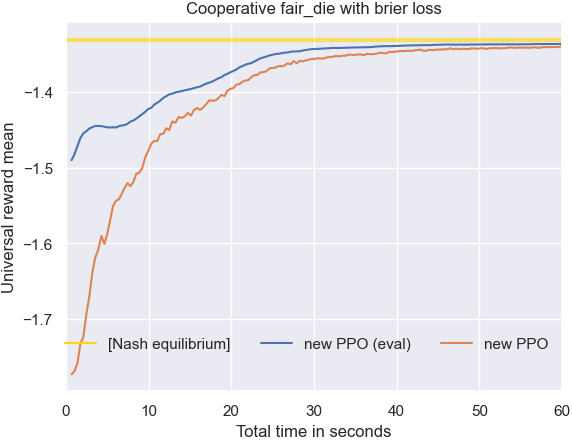 Cooperative fair_die with brier loss
Universal reward mean
−1.4
−1.5
−1.6
−1.7
[Nash equilibrium] new PPO (eval) new PPO
0 10 20 30 40 50 60
Total time in seconds